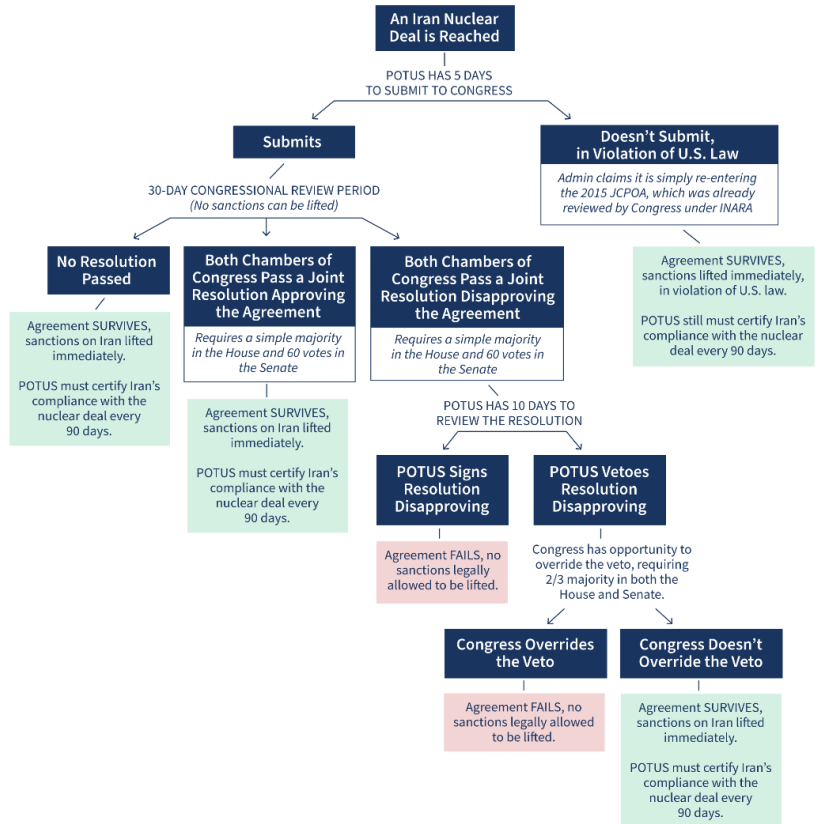 An Iran Nuclear
Deal is Reached
POTUS HAS 5 DAYS
TO SUBMIT TO CONGRESS
Submits
Doesn’t Submit,
in Violation of U.S. Law
Admin claims it is simply re-entering
the 2015 JCPOA, which was already
reviewed by Congress under INARA
30-DAY CONGRESSIONAL REVIEW PERIOD
(No sanctions can be lifted)
Agreement SURVIVES,
sanctions lifted immediately,
in violation of U.S. law.
POTUS still must certify Iran’s
compliance with the nuclear
deal every 90 days.
No Resolution
Passed
Agreement SURVIVES,
sanctions on Iran lifted
immediately.
POTUS must certify Iran’s
compliance with the
nuclear deal every
90 days.
Both Chambers of
Congress Pass a Joint
Resolution Approving
the Agreement
Requires a simple majority
in the House and 60 votes in
the Senate
Agreement SURVIVES,
sanctions on Iran lifted
immediately.
POTUS must certify Iran’s
compliance with the
nuclear deal every
90 days.
Both Chambers of
Congress Pass a Joint
Resolution Disapproving
the Agreement
Requires a simple majority
in the House and 60 votes in
the Senate
POTUS HAS 10 DAYS TO
REVIEW THE RESOLUTION
POTUS Signs
Resolution
Disapproving
Agreement FAILS, no
sanctions legally
allowed to be lifted.
POTUS Vetoes
Resolution
Disapproving
Congress has opportunity to
override the veto, requiring
2/3 majority in both the
House and Senate.
Congress Overrides
the Veto
Agreement FAILS, no
sanctions legally allowed
to be lifted.
Congress Doesn’t
Override the Veto
Agreement SURVIVES,
sanctions on Iran lifted
immediately.
POTUS must certify Iran’s
compliance with the
nuclear deal every
90 days.